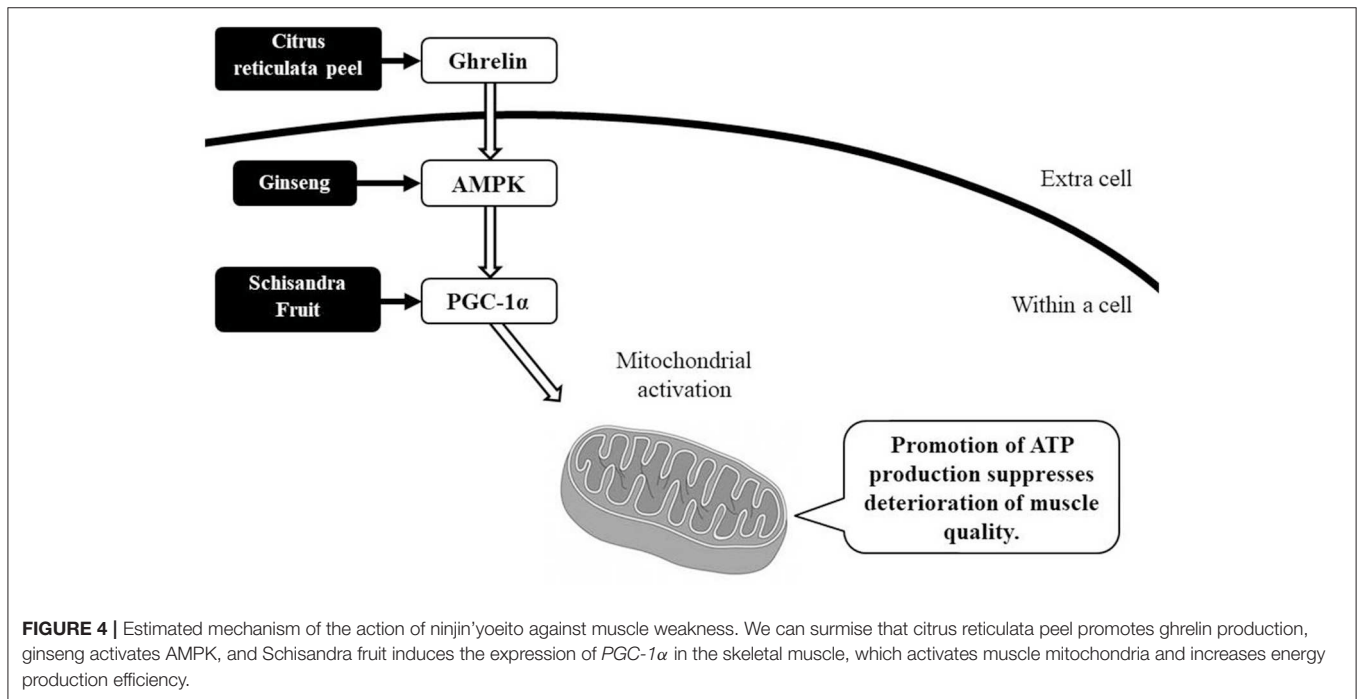 Citrus
reticulata peel
Ghrelin
Ginseng
AMPK
Extra cell
Schisandra
Fruit
PGC-1α
Within a cell
Mitochondrial
activation
Promotion of ATP
production suppresses
deterioration of muscle
quality.
FIGURE 4 | Estimated mechanism of the action of ninjin’yoeito against muscle weakness. We can surmise that citrus reticulata peel promotes ghrelin production,
ginseng activates AMPK, and Schisandra fruit induces the expression of PGC-1α in the skeletal muscle, which activates muscle mitochondria and increases energy
production efficiency.